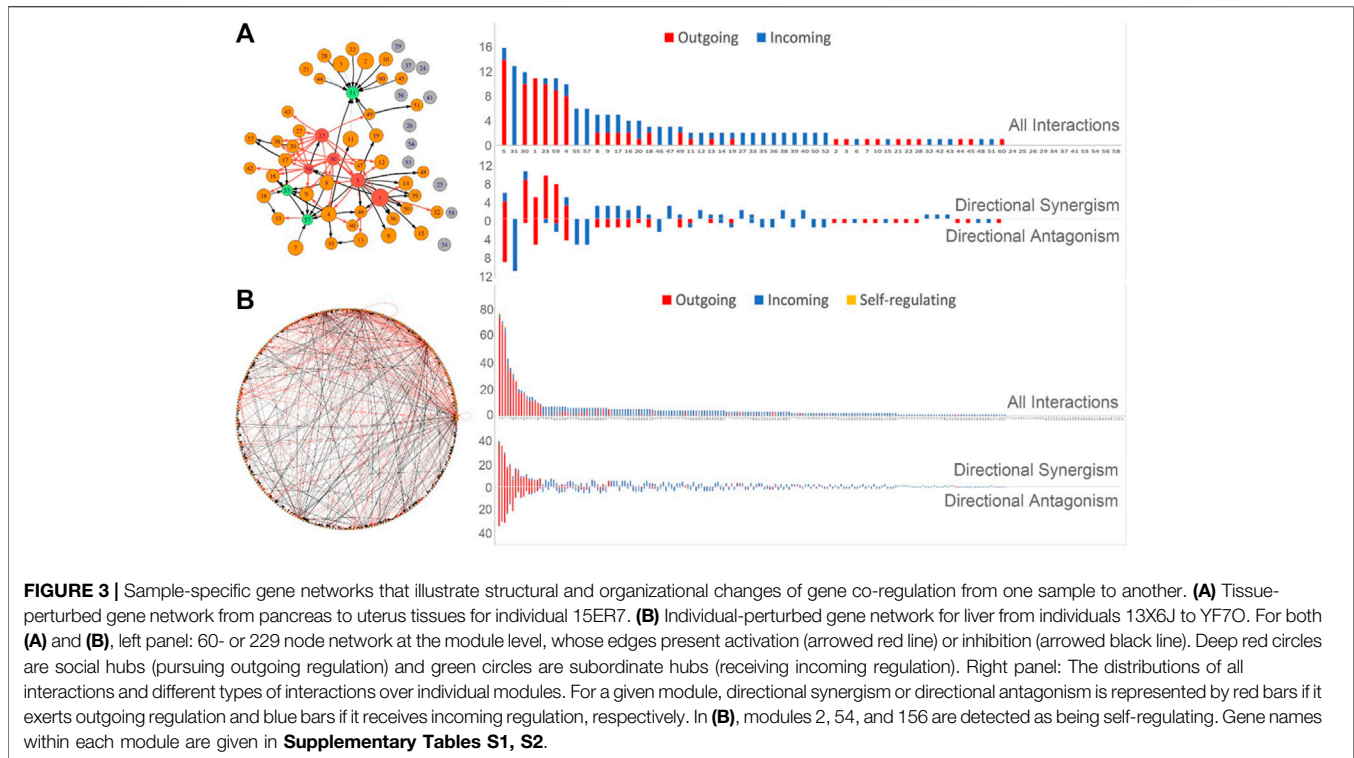 A
Outgoing Incoming
16
12
8
4
0
All Interactions
5 31 30 1 23 59 4 55 57 8 9 17 16 20 18 46 47 49 11 12 13 14 19 27 33 35 36 38 39 40 50 52 2 3 6 7 10 15 21 22 28 32 42 43 44 45 48 51 60 24 25 26 29 34 37 41 53 54 56 58
12
8
4
0
Directional Synergism
0
4
8
12
Directional Antagonism
B
Outgoing Incoming Self-regulating
80
60
40
20
0
All Interactions
40
20
0
20
40
Directional Synergism
Directional Antagonism
FIGURE 3 | Sample-specific gene networks that illustrate structural and organizational changes of gene co-regulation from one sample to another. (A) Tissue-
perturbed gene network from pancreas to uterus tissues for individual 15ER7. (B) Individual-perturbed gene network for liver from individuals 13X6J to YF7O. For both
(A) and (B), left panel: 60- or 229 node network at the module level, whose edges present activation (arrowed red line) or inhibition (arrowed black line). Deep red circles
are social hubs (pursuing outgoing regulation) and green circles are subordinate hubs (receiving incoming regulation). Right panel: The distributions of all
interactions and different types of interactions over individual modules. For a given module, directional synergism or directional antagonism is represented by red bars if it
exerts outgoing regulation and blue bars if it receives incoming regulation, respectively. In (B), modules 2, 54, and 156 are detected as being self-regulating. Gene names
within each module are given in Supplementary Tables S1, S2.